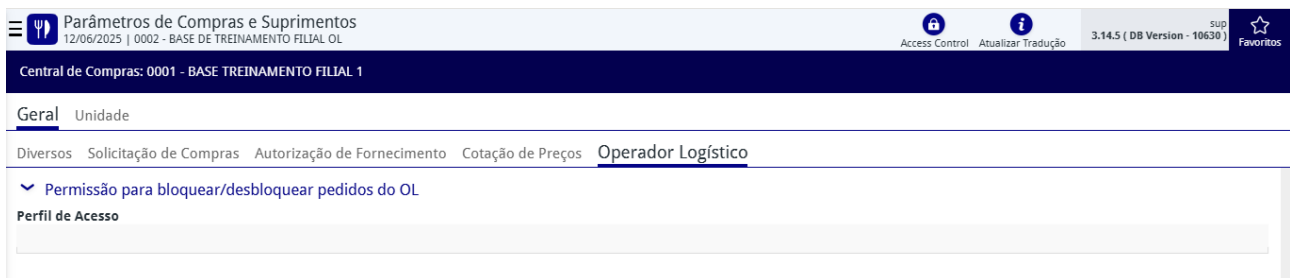 Parâmetros de Compras e Suprimentos
12/06/2025 | 0002 - BASE DE TREINAMENTO FILIAL OL
Access Control
Atualizar Tradução
sup
3.14.5 ( DB Version - 10630 )
Favoritos
Central de Compras: 0001 - BASE TREINAMENTO FILIAL 1
Geral Unidade
Diversos Solicitação de Compras Autorização de Fornecimento Cotação de Preços Operador Logístico
Permissão para bloquear/desbloquear pedidos do OL
Perfil de Acesso